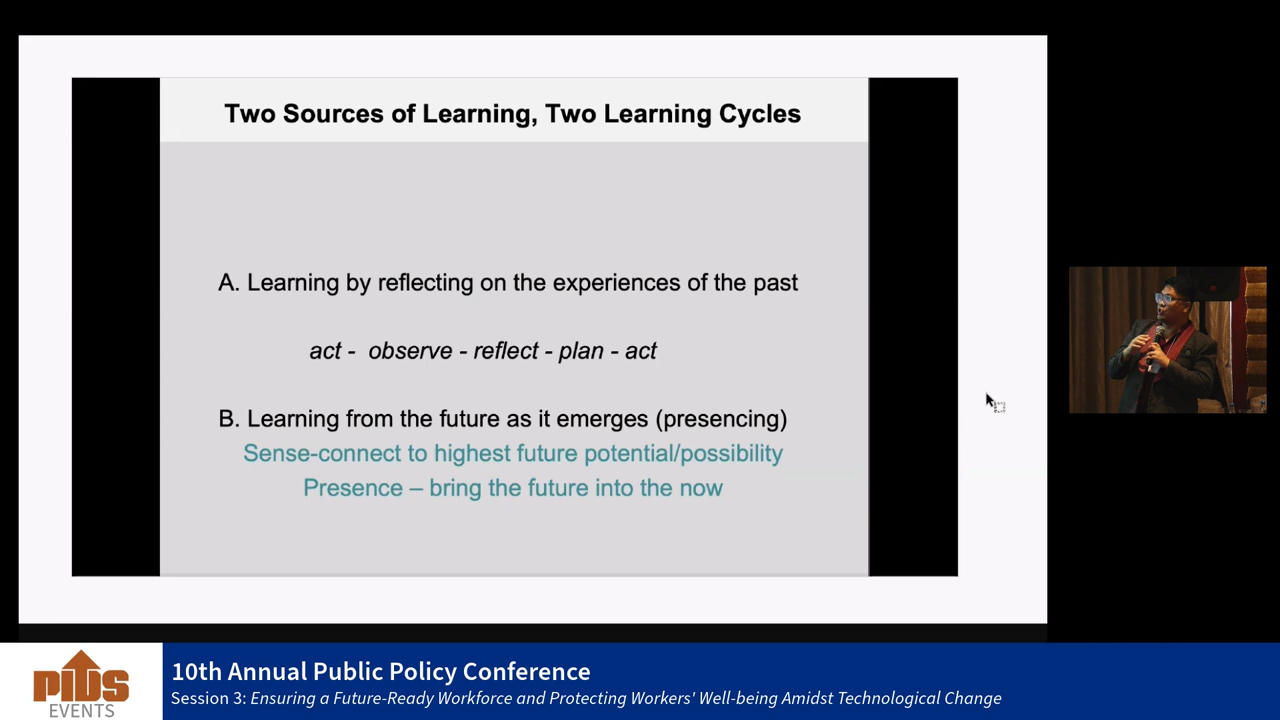 Two Sources of Learning, Two Learning Cycles
A. Learning by reflecting on the experiences of the past
act - observe - reflect - plan - act
B. Learning from the future as it emerges (presencing)
Sense-connect to highest future potential/possibility
Presence – bring the future into the now
PIDS
EVENTS
10th Annual Public Policy Conference
Session 3: Ensuring a Future-Ready Workforce and Protecting Workers' Well-being Amidst Technological Change